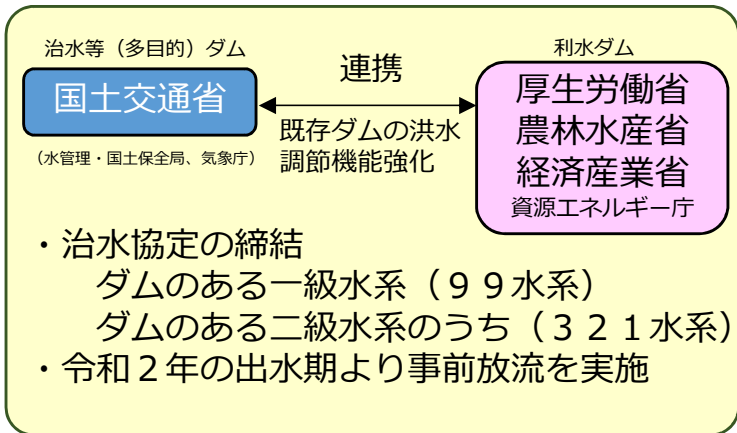 治水等（多目的）ダム
国土交通省
（水管理・国土保全局、気象庁）
連携
既存ダムの洪水
調節機能強化
利水ダム
厚生労働省
農林水産省
経済産業省
資源エネルギー庁
・治水協定の締結
ダムのある一級水系（９９水系）
ダムのある二級水系のうち（３２１水系）
・令和２年の出水期より事前放流を実施